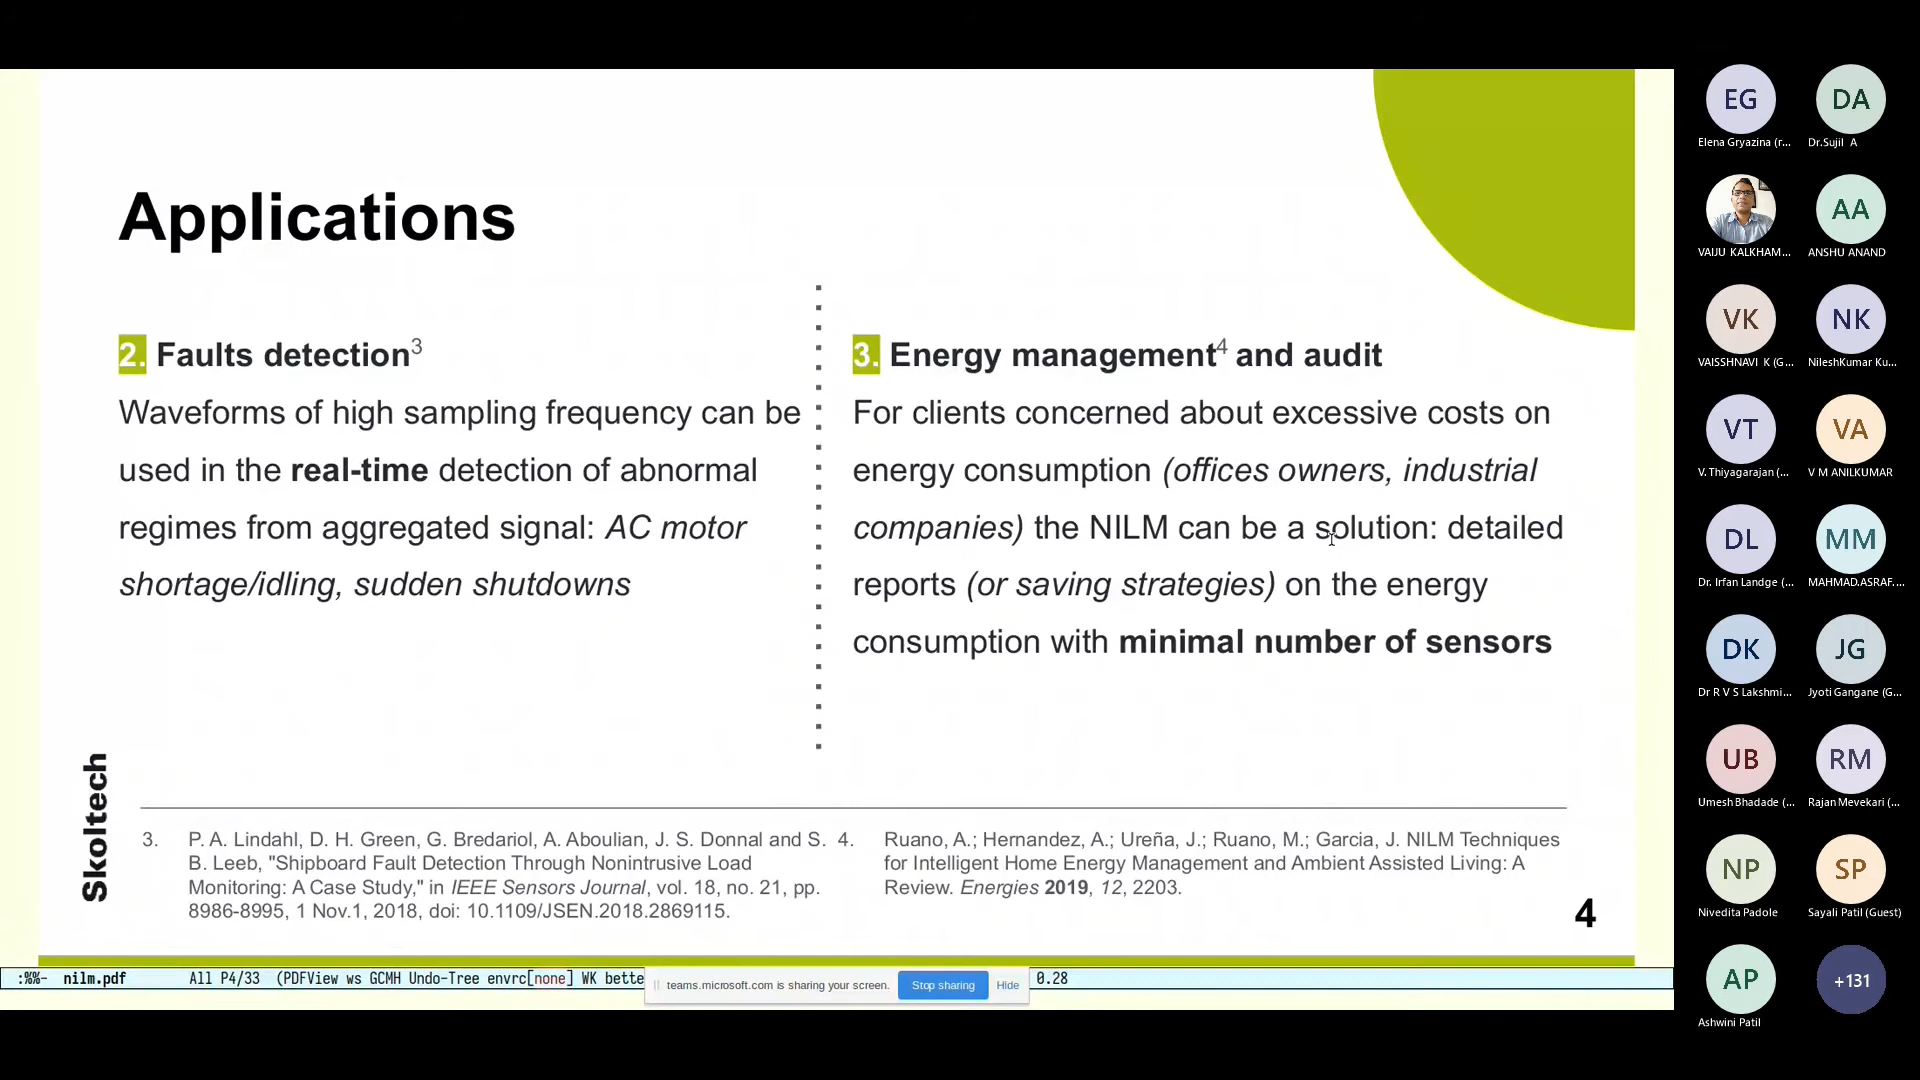 Applications
2. Faults detection3
Waveforms of high sampling frequency can be
used in the real-time detection of abnormal
regimes from aggregated signal: AC motor
shortage/idling, sudden shutdowns
3. Energy management4 and audit
For clients concerned about excessive costs on
energy consumption (offices owners, industrial
companies) the NILM can be a solution: detailed
reports (or saving strategies) on the energy
consumption with minimal number of sensors
Skoltech
3. P. A. Lindahl, D. H. Green, G. Bredariol, A. Aboulian, J. S. Donnal and S.
B. Leeb, "Shipboard Fault Detection Through Nonintrusive Load
Monitoring: A Case Study," in IEEE Sensors Journal, vol. 18, no. 21, pp.
8986-8995, 1 Nov.1, 2018, doi: 10.1109/JSEN.2018.2869115.
4. Ruano, A.; Hernandez, A.; Ureña, J.; Ruano, M.; Garcia, J. NILM Techniques
for Intelligent Home Energy Management and Ambient Assisted Living: A
Review. Energies 2019, 12, 2203.
4
:%%- nilm.pdf All P4/33 (PDFView ws GCMH Undo-Tree envrc[none] WK bette 0.28
teams.microsoft.com is sharing your screen. Stop sharing Hide
EG DA
Elena Gryazina (r... Dr.Sujil A
AA
VAIJU KALKHAM... ANSHU ANAND
VK NK
VAISSHNAVI K (G... NileshKumar Ku...
VT VA
V. Thiyagarajan (... V M ANILKUMAR
DL MM
Dr. Irfan Landge (... MAHMAD.ASRAF....
DK JG
Dr R V S Lakshmi... Jyoti Gangane (G...
UB RM
Umesh Bhadade (... Rajan Mevekari (...
NP SP
Nivedita Padole Sayali Patil (Guest)
AP +131
Ashwini Patil